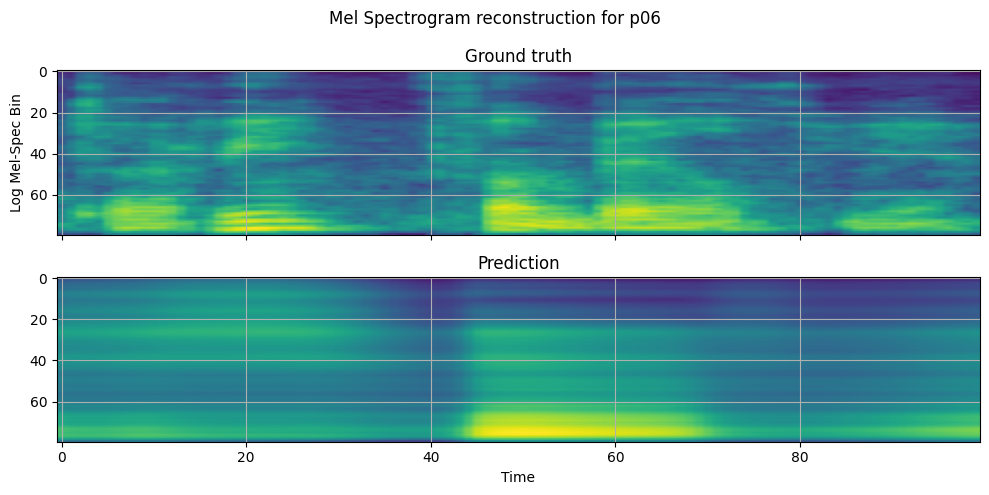 Mel Spectrogram reconstruction for p06
Ground truth
0
20
40
60
Log Mel-Spec Bin
Prediction
0
20
40
60
0 20 40 60 80
Time